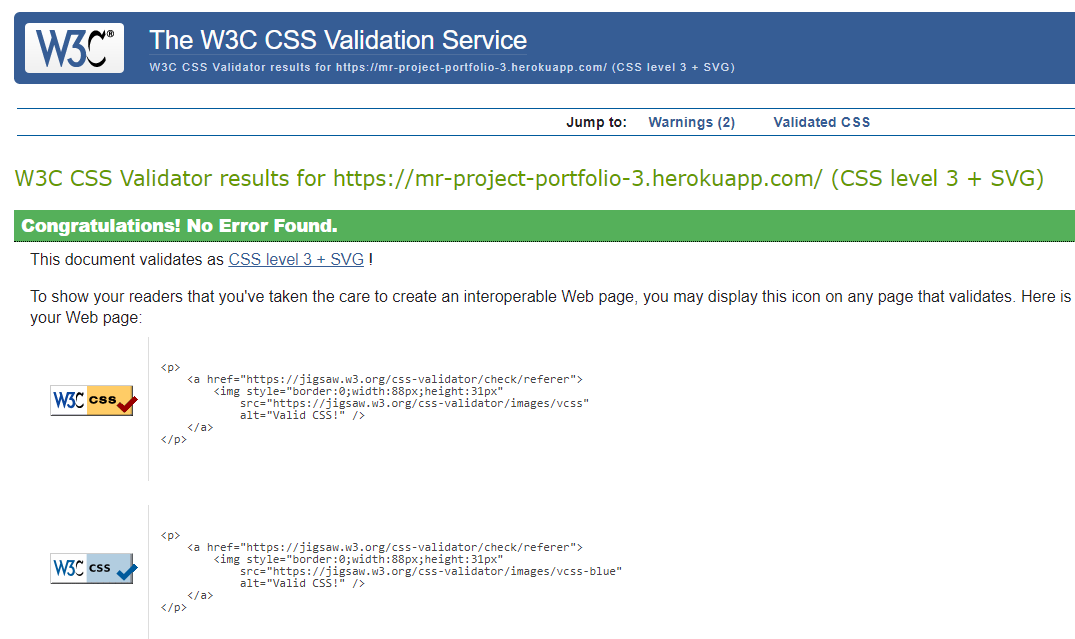 W3C® The W3C CSS Validation Service
W3C CSS Validator results for https://mr-project-portfolio-3.herokuapp.com/ (CSS level 3 + SVG)
Jump to: Warnings (2) Validated CSS
W3C CSS Validator results for https://mr-project-portfolio-3.herokuapp.com/ (CSS level 3 + SVG)
Congratulations! No Error Found.
This document validates as CSS level 3 + SVG !
To show your readers that you've taken the care to create an interoperable Web page, you may display this icon on any page that validates. Here is
your Web page:
W3C css
<p>
    <a href="https://jigsaw.w3.org/css-validator/check/referer">
        <img style="border:0;width:88px;height:31px"
            src="https://jigsaw.w3.org/css-validator/images/vcss"
            alt="Valid CSS!" />
    </a>
</p>
W3C css
<p>
    <a href="https://jigsaw.w3.org/css-validator/check/referer">
        <img style="border:0;width:88px;height:31px"
            src="https://jigsaw.w3.org/css-validator/images/vcss-blue"
            alt="Valid CSS!" />
    </a>
</p>